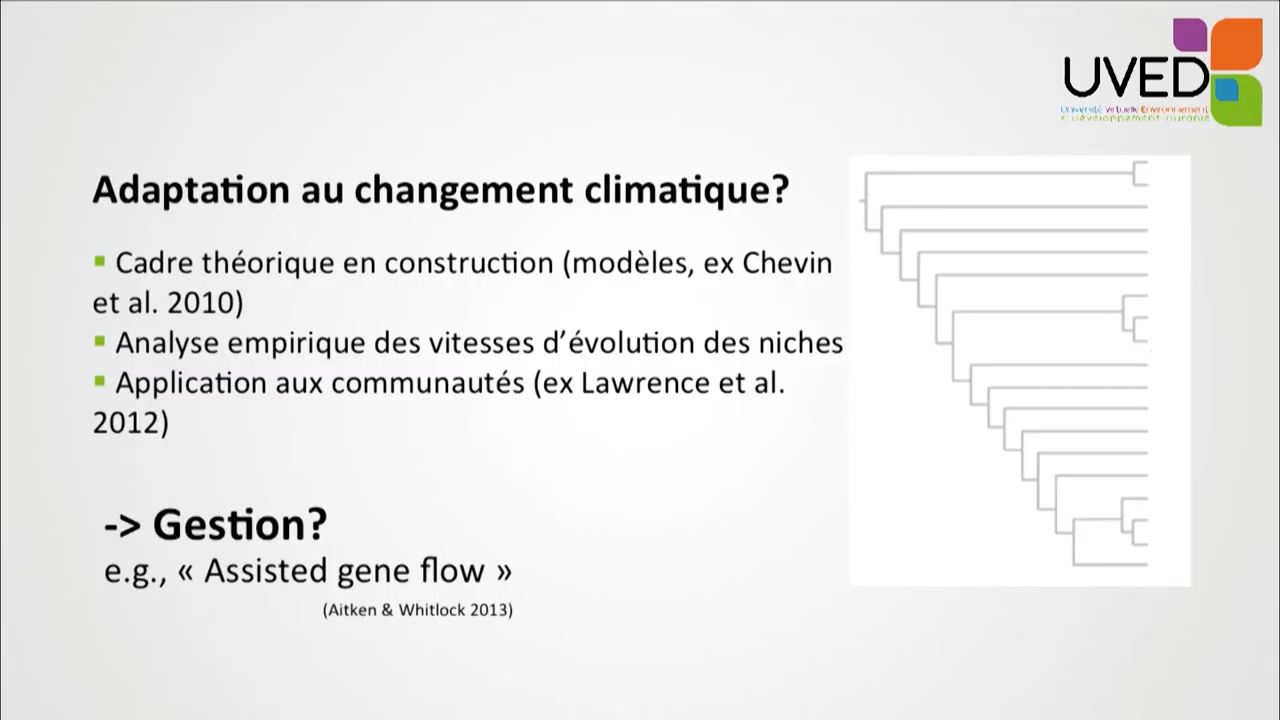 UVED
Université Virtuelle Environnement
& Développement Durable
Adaptation au changement climatique?
Cadre théorique en construction (modèles, ex Chevin
et al. 2010)
Analyse empirique des vitesses d’évolution des niches
Application aux communautés (ex Lawrence et al.
2012)
-> Gestion?
e.g., « Assisted gene flow »
(Aitken & Whitlock 2013)